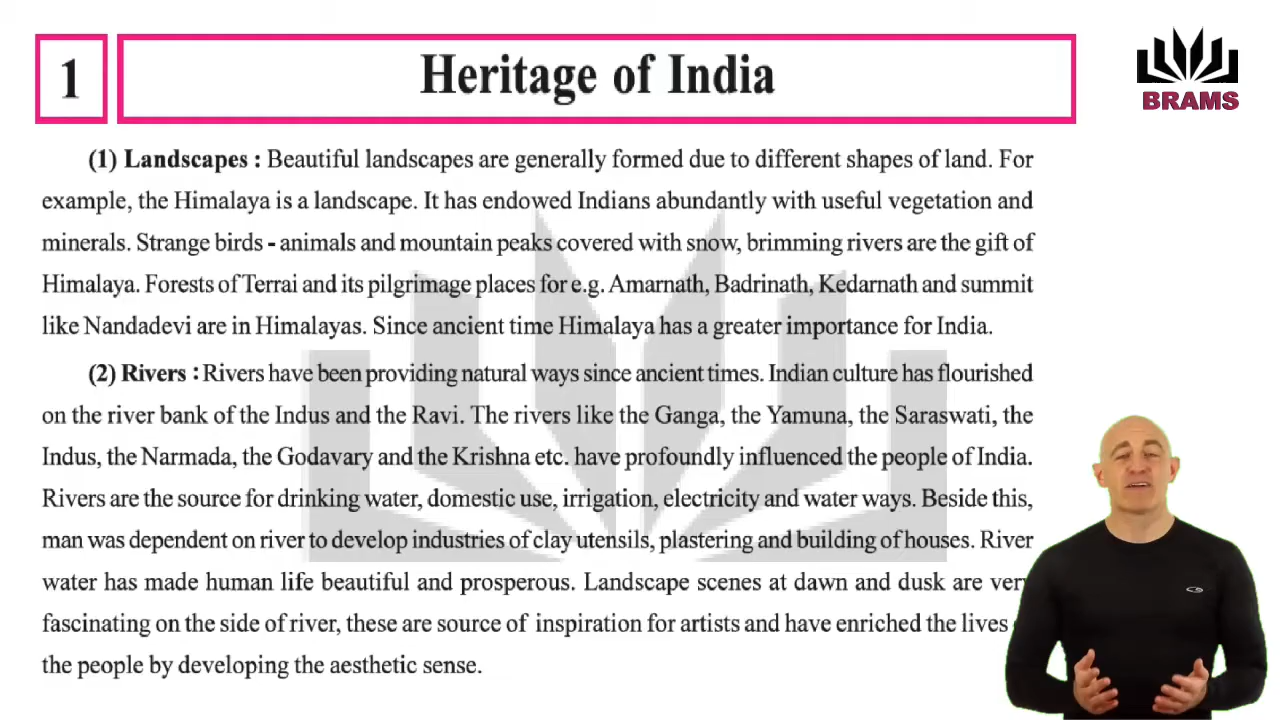 1
Heritage of India
BRAMS
(1) Landscapes : Beautiful landscapes are generally formed due to different shapes of land. For
example, the Himalaya is a landscape. It has endowed Indians abundantly with useful vegetation and
minerals. Strange birds - animals and mountain peaks covered with snow, brimming rivers are the gift of
Himalaya. Forests of Terrai and its pilgrimage places for e.g. Amarnath, Badrinath, Kedarnath and summit
like Nandadevi are in Himalayas. Since ancient time Himalaya has a greater importance for India.
(2) Rivers : Rivers have been providing natural ways since ancient times. Indian culture has flourished
on the river bank of the Indus and the Ravi. The rivers like the Ganga, the Yamuna, the Saraswati, the
Indus, the Narmada, the Godavary and the Krishna etc. have profoundly influenced the people of India.
Rivers are the source for drinking water, domestic use, irrigation, electricity and water ways. Beside this,
man was dependent on river to develop industries of clay utensils, plastering and building of houses. River
water has made human life beautiful and prosperous. Landscape scenes at dawn and dusk are very
fascinating on the side of river, these are source of inspiration for artists and have enriched the lives
the people by developing the aesthetic sense.